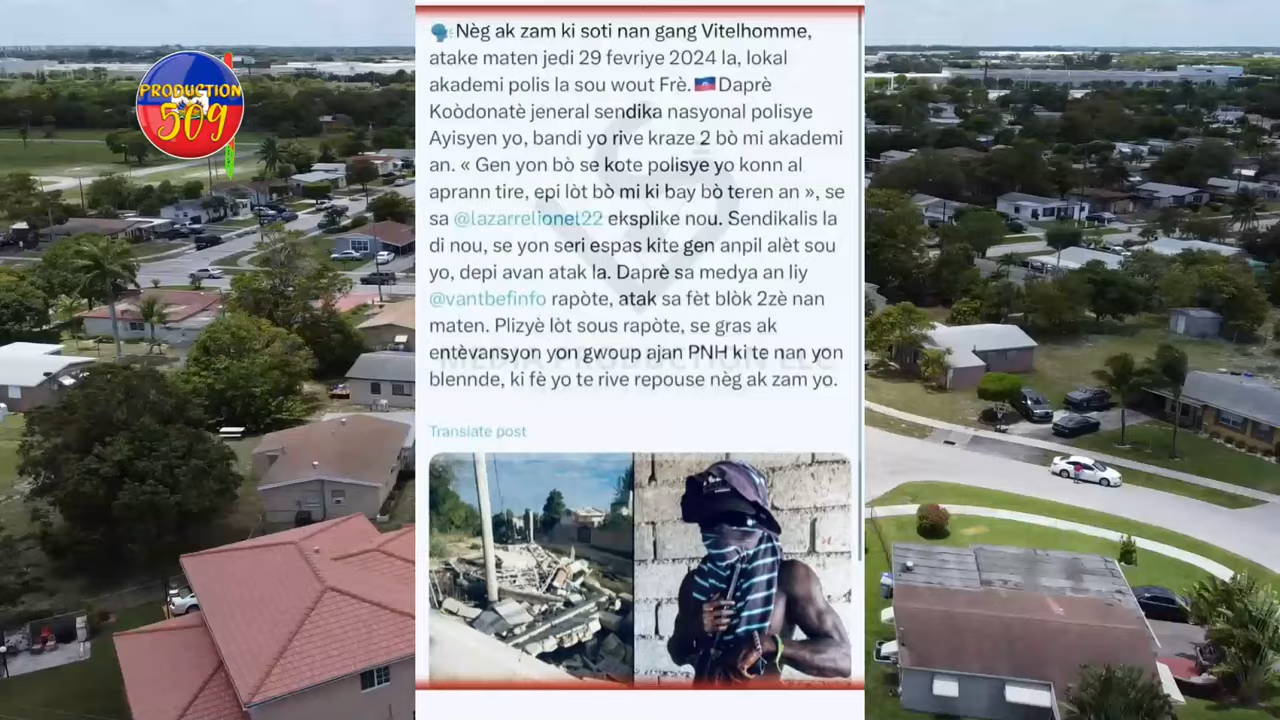 PRODUCTION
509
Nèg ak zam ki soti nan gang Vitelhomme,
atake maten jedi 29 fevriye 2024 la, lokal
akademi polis la sou wout Frè. Daprè
Koòdonatè jeneral sendika nasyonal polisye
Ayisyen yo, bandi yo rive kraze 2 bò mi akademi
an. « Gen yon bò se kote polisye yo konn al
aprann tire, epi lòt bò mi ki bay bò teren an », se
sa @lazarrelionel22 eksplike nou. Sendikalis la
di nou, se yon seri espas kite gen anpil alèt sou
yo, depi avan atak la. Daprè sa medya an liy
@vantbefinfo rapòte, atak sa fèt blòk 2zè nan
maten. Plizyè lòt sous rapòte, se gras ak
entèvansyon yon gwoup ajan PNH ki te nan yon
blennde, ki fè yo te rive repouse nèg ak zam yo.
MEDIA PRODUCTION LLC
Translate post